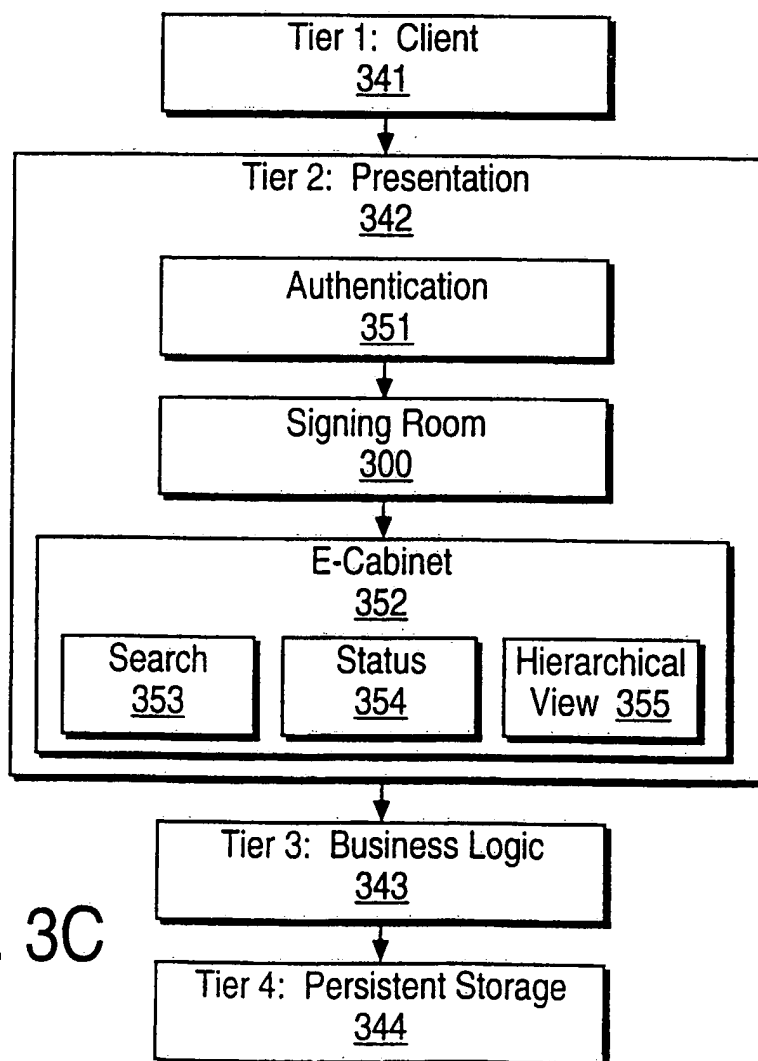 Tier 1: Client
341
Tier 2: Presentation
342
Authentication
351
Signing Room
300
E-Cabinet
352
Search
353
Status
354
Hierarchical
View 355
Tier 3: Business Logic
343
3C
Tier 4: Persistent Storage
344